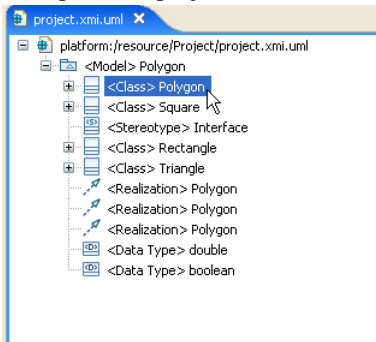 project.xmi.uml
platform:/resource/Project/project.xmi.uml
<Model> Polygon
<Class> Polygon
<Class> Square
<Stereotype> Interface
<Class> Rectangle
<Class> Triangle
<Realization> Polygon
<Realization> Polygon
<Realization> Polygon
<Data Type> double
<Data Type> boolean